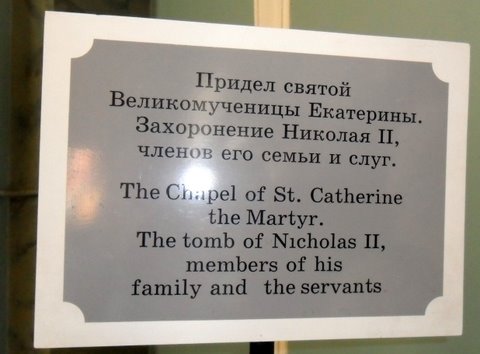 Придел святой
Великомученицы Екатерины.
Захоронение Николая II,
членов его семьи и слуг.
The Chapel of St. Catherine
the Martyr.
The tomb of Nicholas II,
members of his
family and the servants